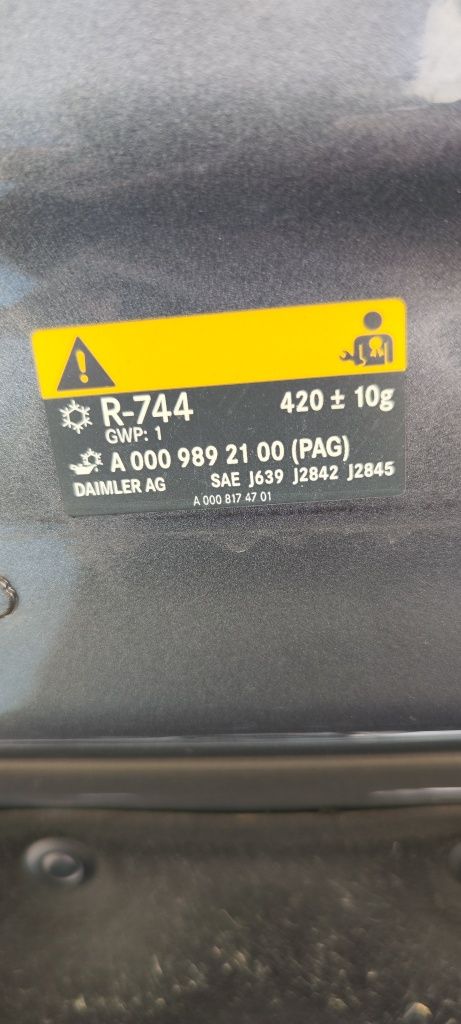 R-744 420 ± 10g
GWP: 1
A 000 989 21 00 (PAG)
DAIMLER AG SAE J639 J2842 J2845
A 000 817 47 01